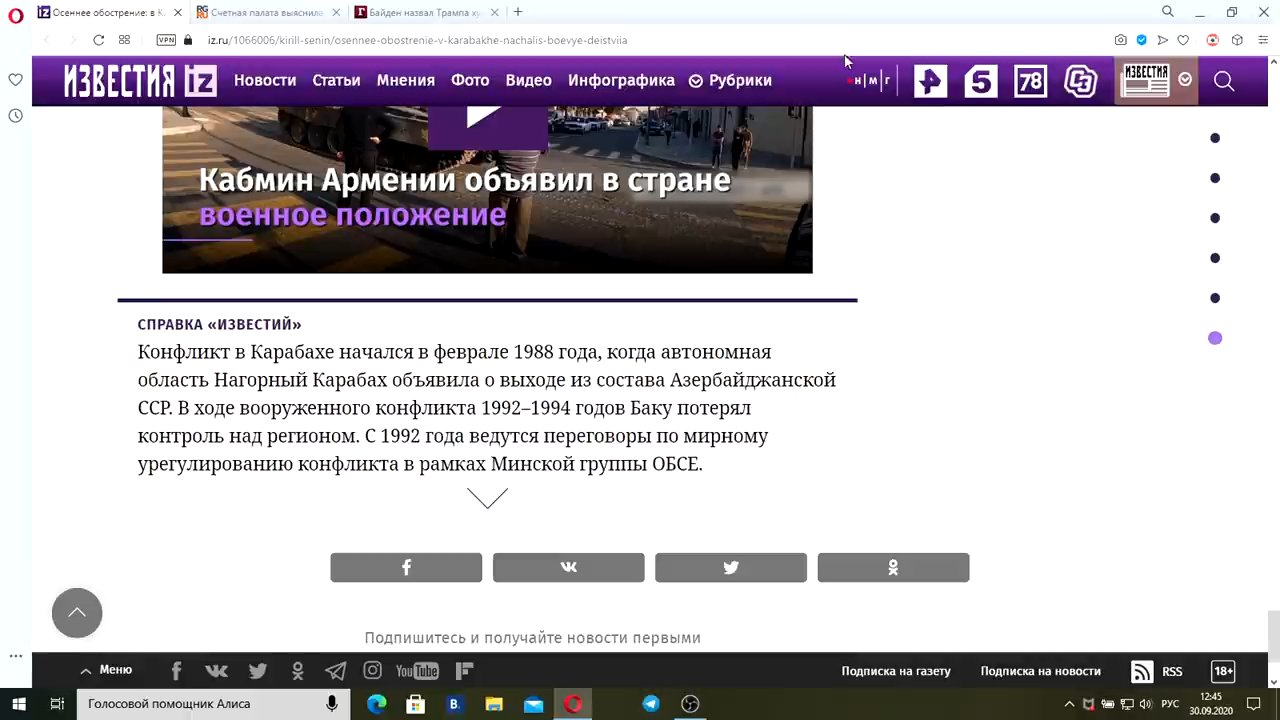 Осеннее обострение: в К
Счетная палата выяснила
Байден назвал Трампа ху
VPN
iz.ru/1066006/kirill-senin/osennee-obostrenie-v-karabakhe-nachalis-boevye-deistviia
ИЗВЕСТИЯ iz
Новости Статьи Мнения Фото Видео Инфографика Рубрики
н|м|г
5
78
ИЗВЕСТИЯ
Кабмин Армении объявил в стране
военное положение
СПРАВКА «ИЗВЕСТИЙ»
Конфликт в Карабахе начался в феврале 1988 года, когда автономная
область Нагорный Карабах объявила о выходе из состава Азербайджанской
ССР. В ходе вооруженного конфликта 1992–1994 годов Баку потерял
контроль над регионом. С 1992 года ведутся переговоры по мирному
урегулированию конфликта в рамках Минской группы ОБСЕ.
Подпишитесь и получайте новости первыми
Меню
YouTube
Подписка на газету
Подписка на новости
RSS
18+
Голосовой помощник Алиса
РУС
12:45
30.09.2020